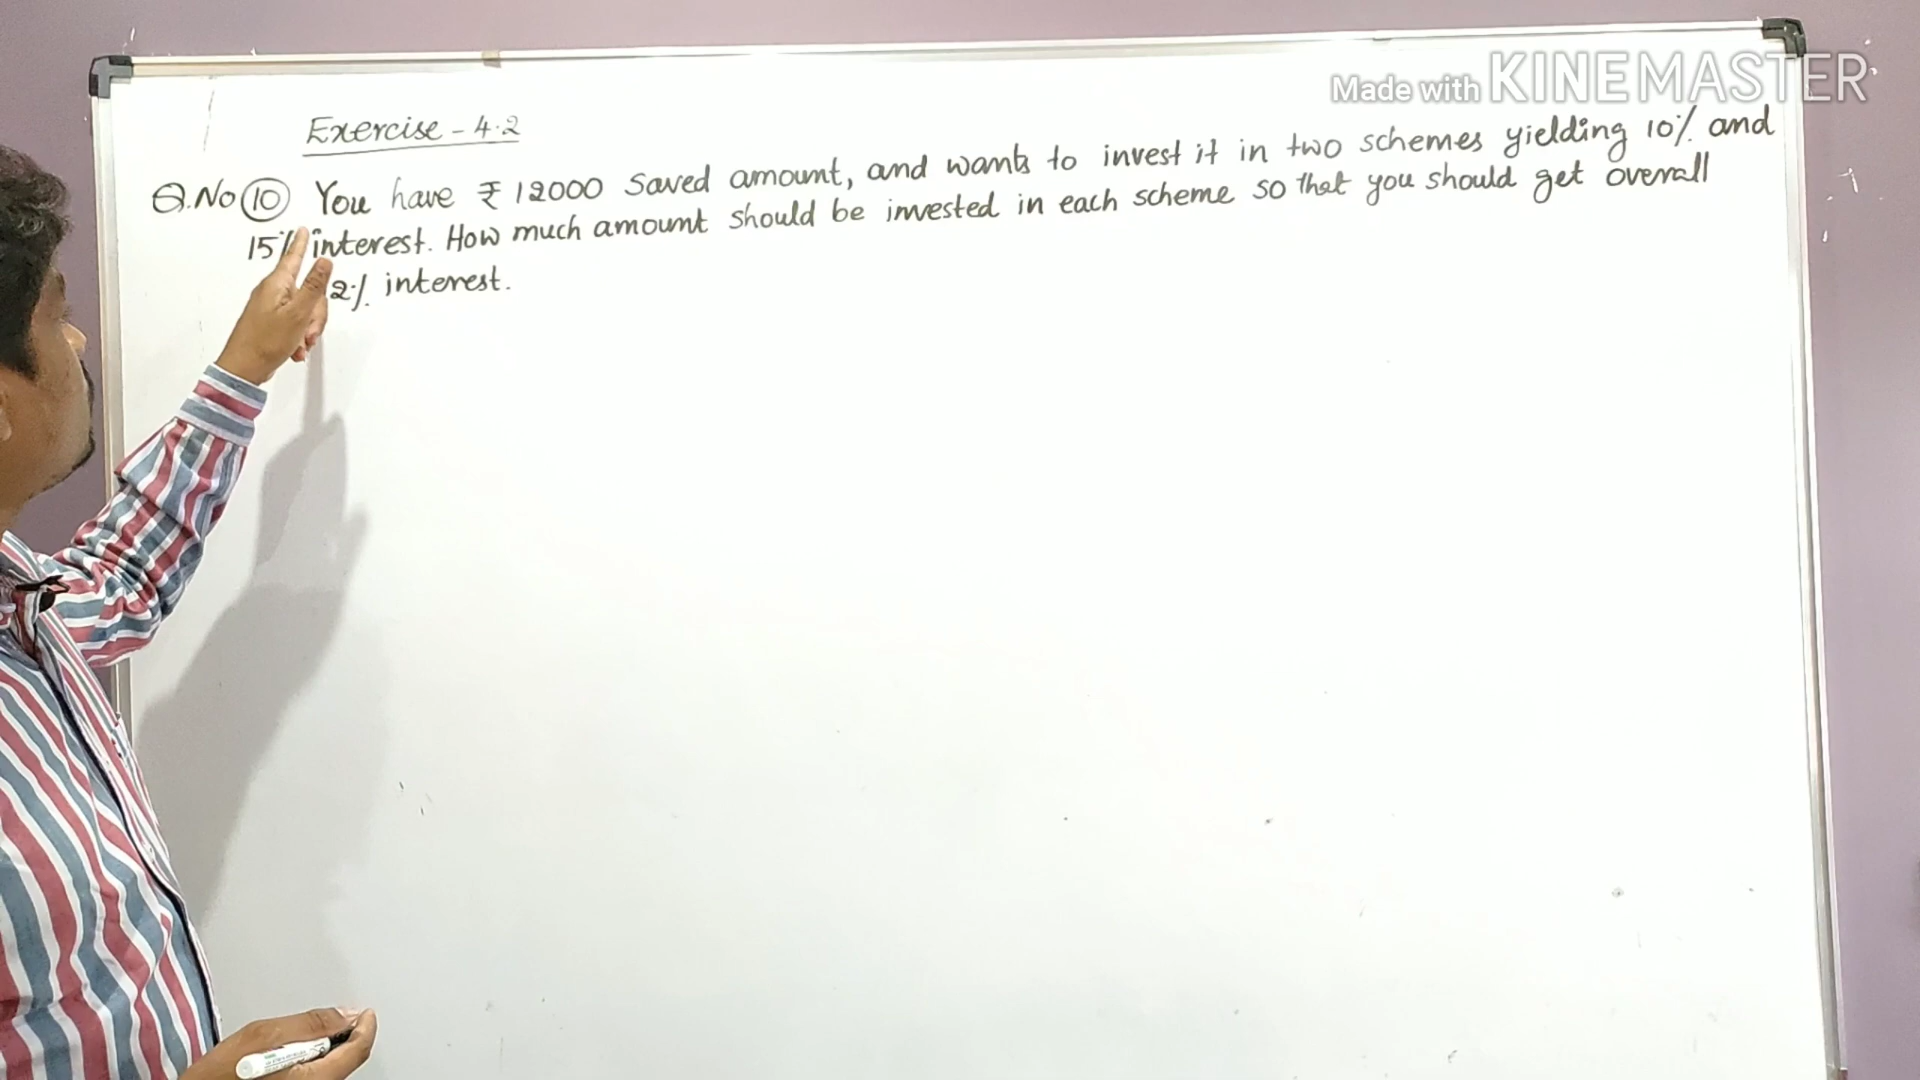 Made with KINEMASTER
Exercise - 4.2
Q.No 10 You have ₹ 12000 saved amount, and wants to invest it in two schemes yielding 10% and
15% interest. How much amount should be invested in each scheme so that you should get overall
2% interest.